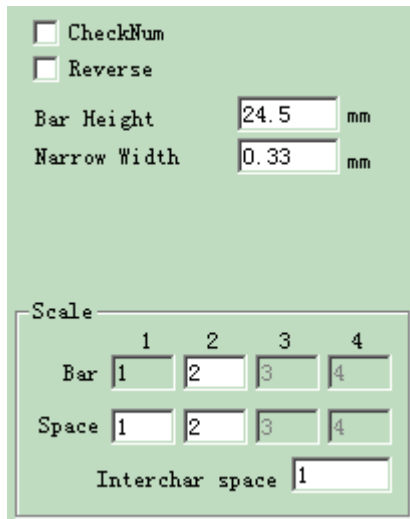 CheckNum
Reverse
Bar Height 24.5 mm
Narrow Width 0.33 mm
Scale
1 2 3 4
Bar 1 2 3 4
Space 1 2 3 4
Interchar space 1